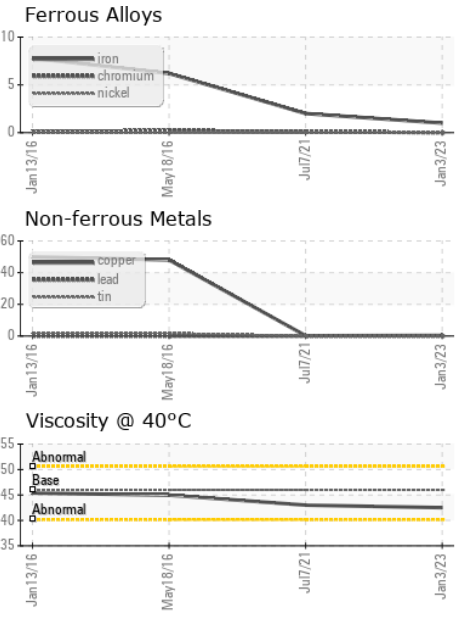 Ferrous Alloys
10
iron
chromium
nickel
5
0
Jan13/16
May18/16
Jul7/21
Jan3/23
Non-ferrous Metals
60
copper
lead
tin
40
20
0
Jan13/16
May18/16
Jul7/21
Jan3/23
Viscosity @ 40°C
55
Abnormal
50
Base
45
Abnormal
40
35
Jan13/16
May18/16
Jul7/21
Jan3/23